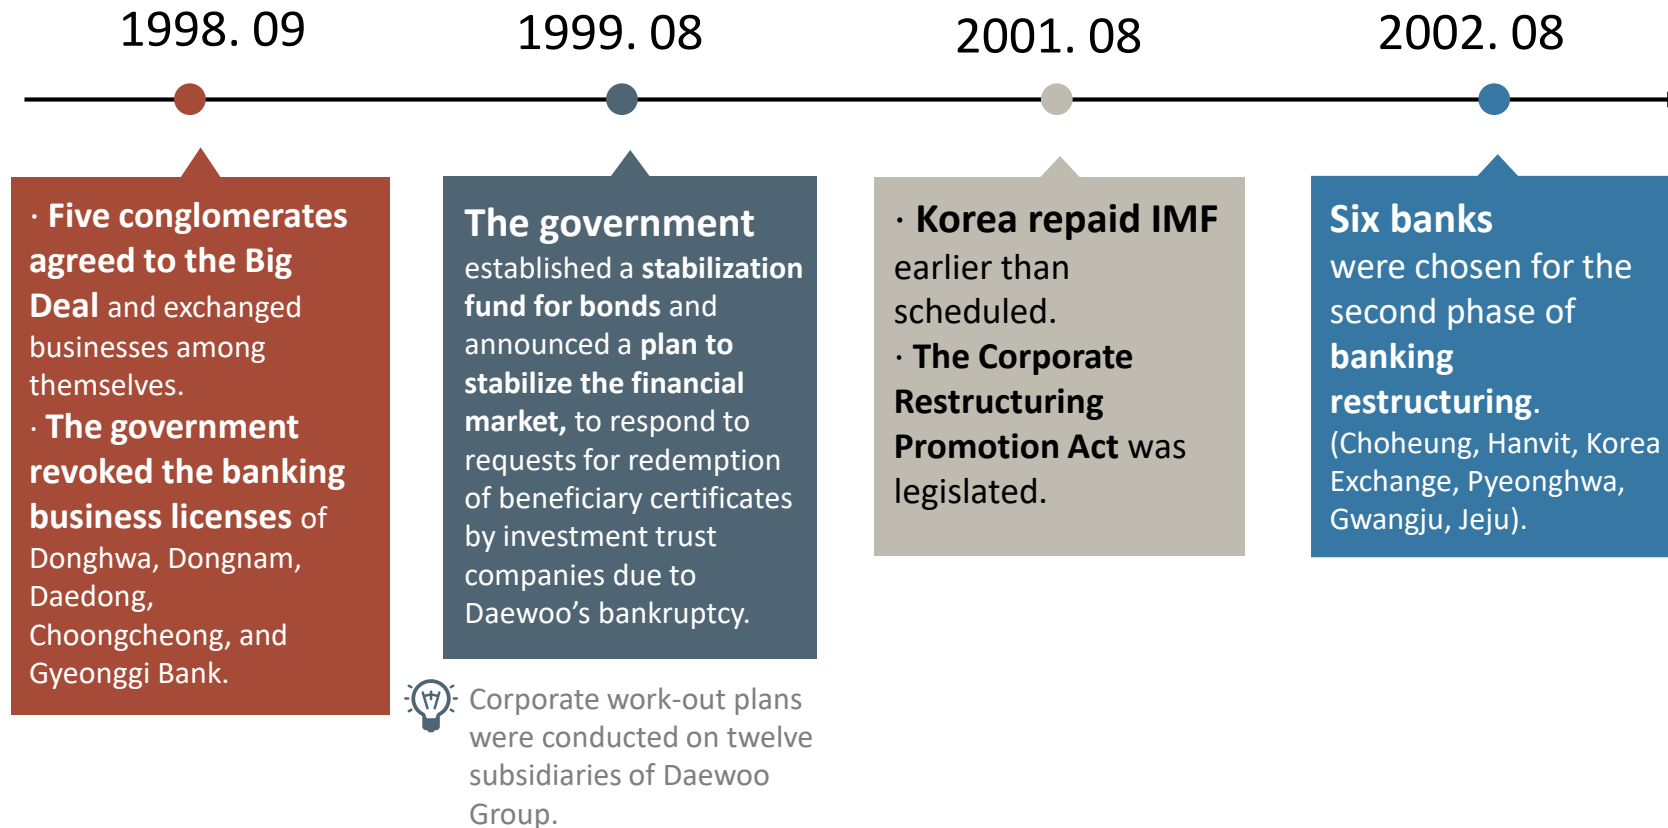 1998. 09
1999. 08
2001. 08
2002. 08
· Five conglomerates
agreed to the Big
Deal and exchanged
businesses among
themselves.
· The government
revoked the banking
business licenses of
Donghwa, Dongnam,
Daedong,
Choongcheong, and
Gyeonggi Bank.
The government
established a stabilization
fund for bonds and
announced a plan to
stabilize the financial
market, to respond to
requests for redemption
of beneficiary certificates
by investment trust
companies due to
Daewoo’s bankruptcy.
Corporate work-out plans
were conducted on twelve
subsidiaries of Daewoo
Group.
· Korea repaid IMF
earlier than
scheduled.
· The Corporate
Restructuring
Promotion Act was
legislated.
Six banks
were chosen for the
second phase of
banking
restructuring.
(Choheung, Hanvit, Korea
Exchange, Pyeonghwa,
Gwangju, Jeju).